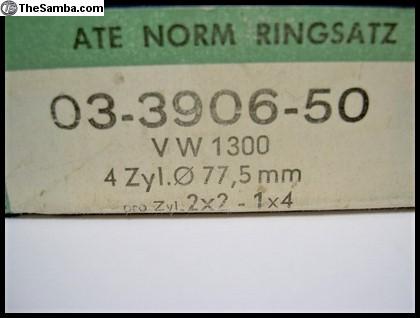 © TheSamba.com
ATE NORM RINGSATZ
03-3906-50
VW 1300
4 Zyl. Ø 77,5 mm
pro Zyl. 2x2 - 1x4